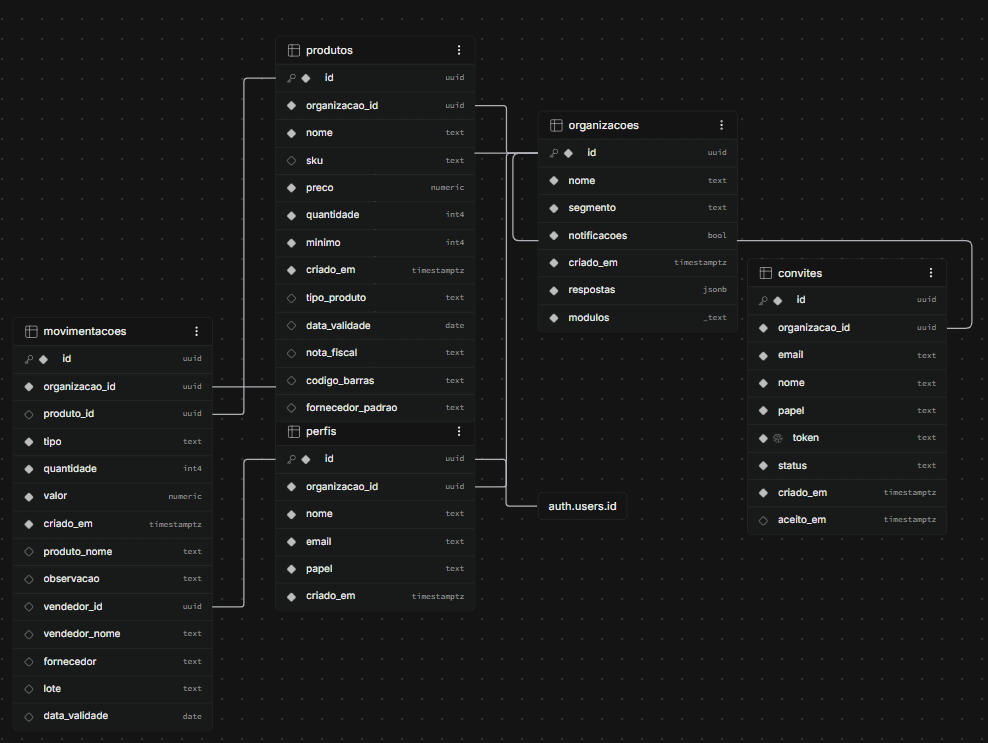 produtos
id uuid
organizacao_id uuid
nome text
sku text
preco numeric
quantidade int4
minimo int4
criado_em timestamptz
tipo_produto text
data_validade date
nota_fiscal text
codigo_barras text
fornecedor_padrao text
organizacoes
id uuid
nome text
segmento text
notificacoes bool
criado_em timestamptz
respostas jsonb
modulos _text
convites
id uuid
organizacao_id uuid
email text
nome text
papel text
token text
status text
criado_em timestamptz
aceito_em timestamptz
movimentacoes
id uuid
organizacao_id uuid
produto_id uuid
tipo text
quantidade int4
valor numeric
criado_em timestamptz
produto_nome text
observacao text
vendedor_id uuid
vendedor_nome text
fornecedor text
lote text
data_validade date
perfis
id uuid
organizacao_id uuid
nome text
email text
papel text
criado_em timestamptz
auth.users.id